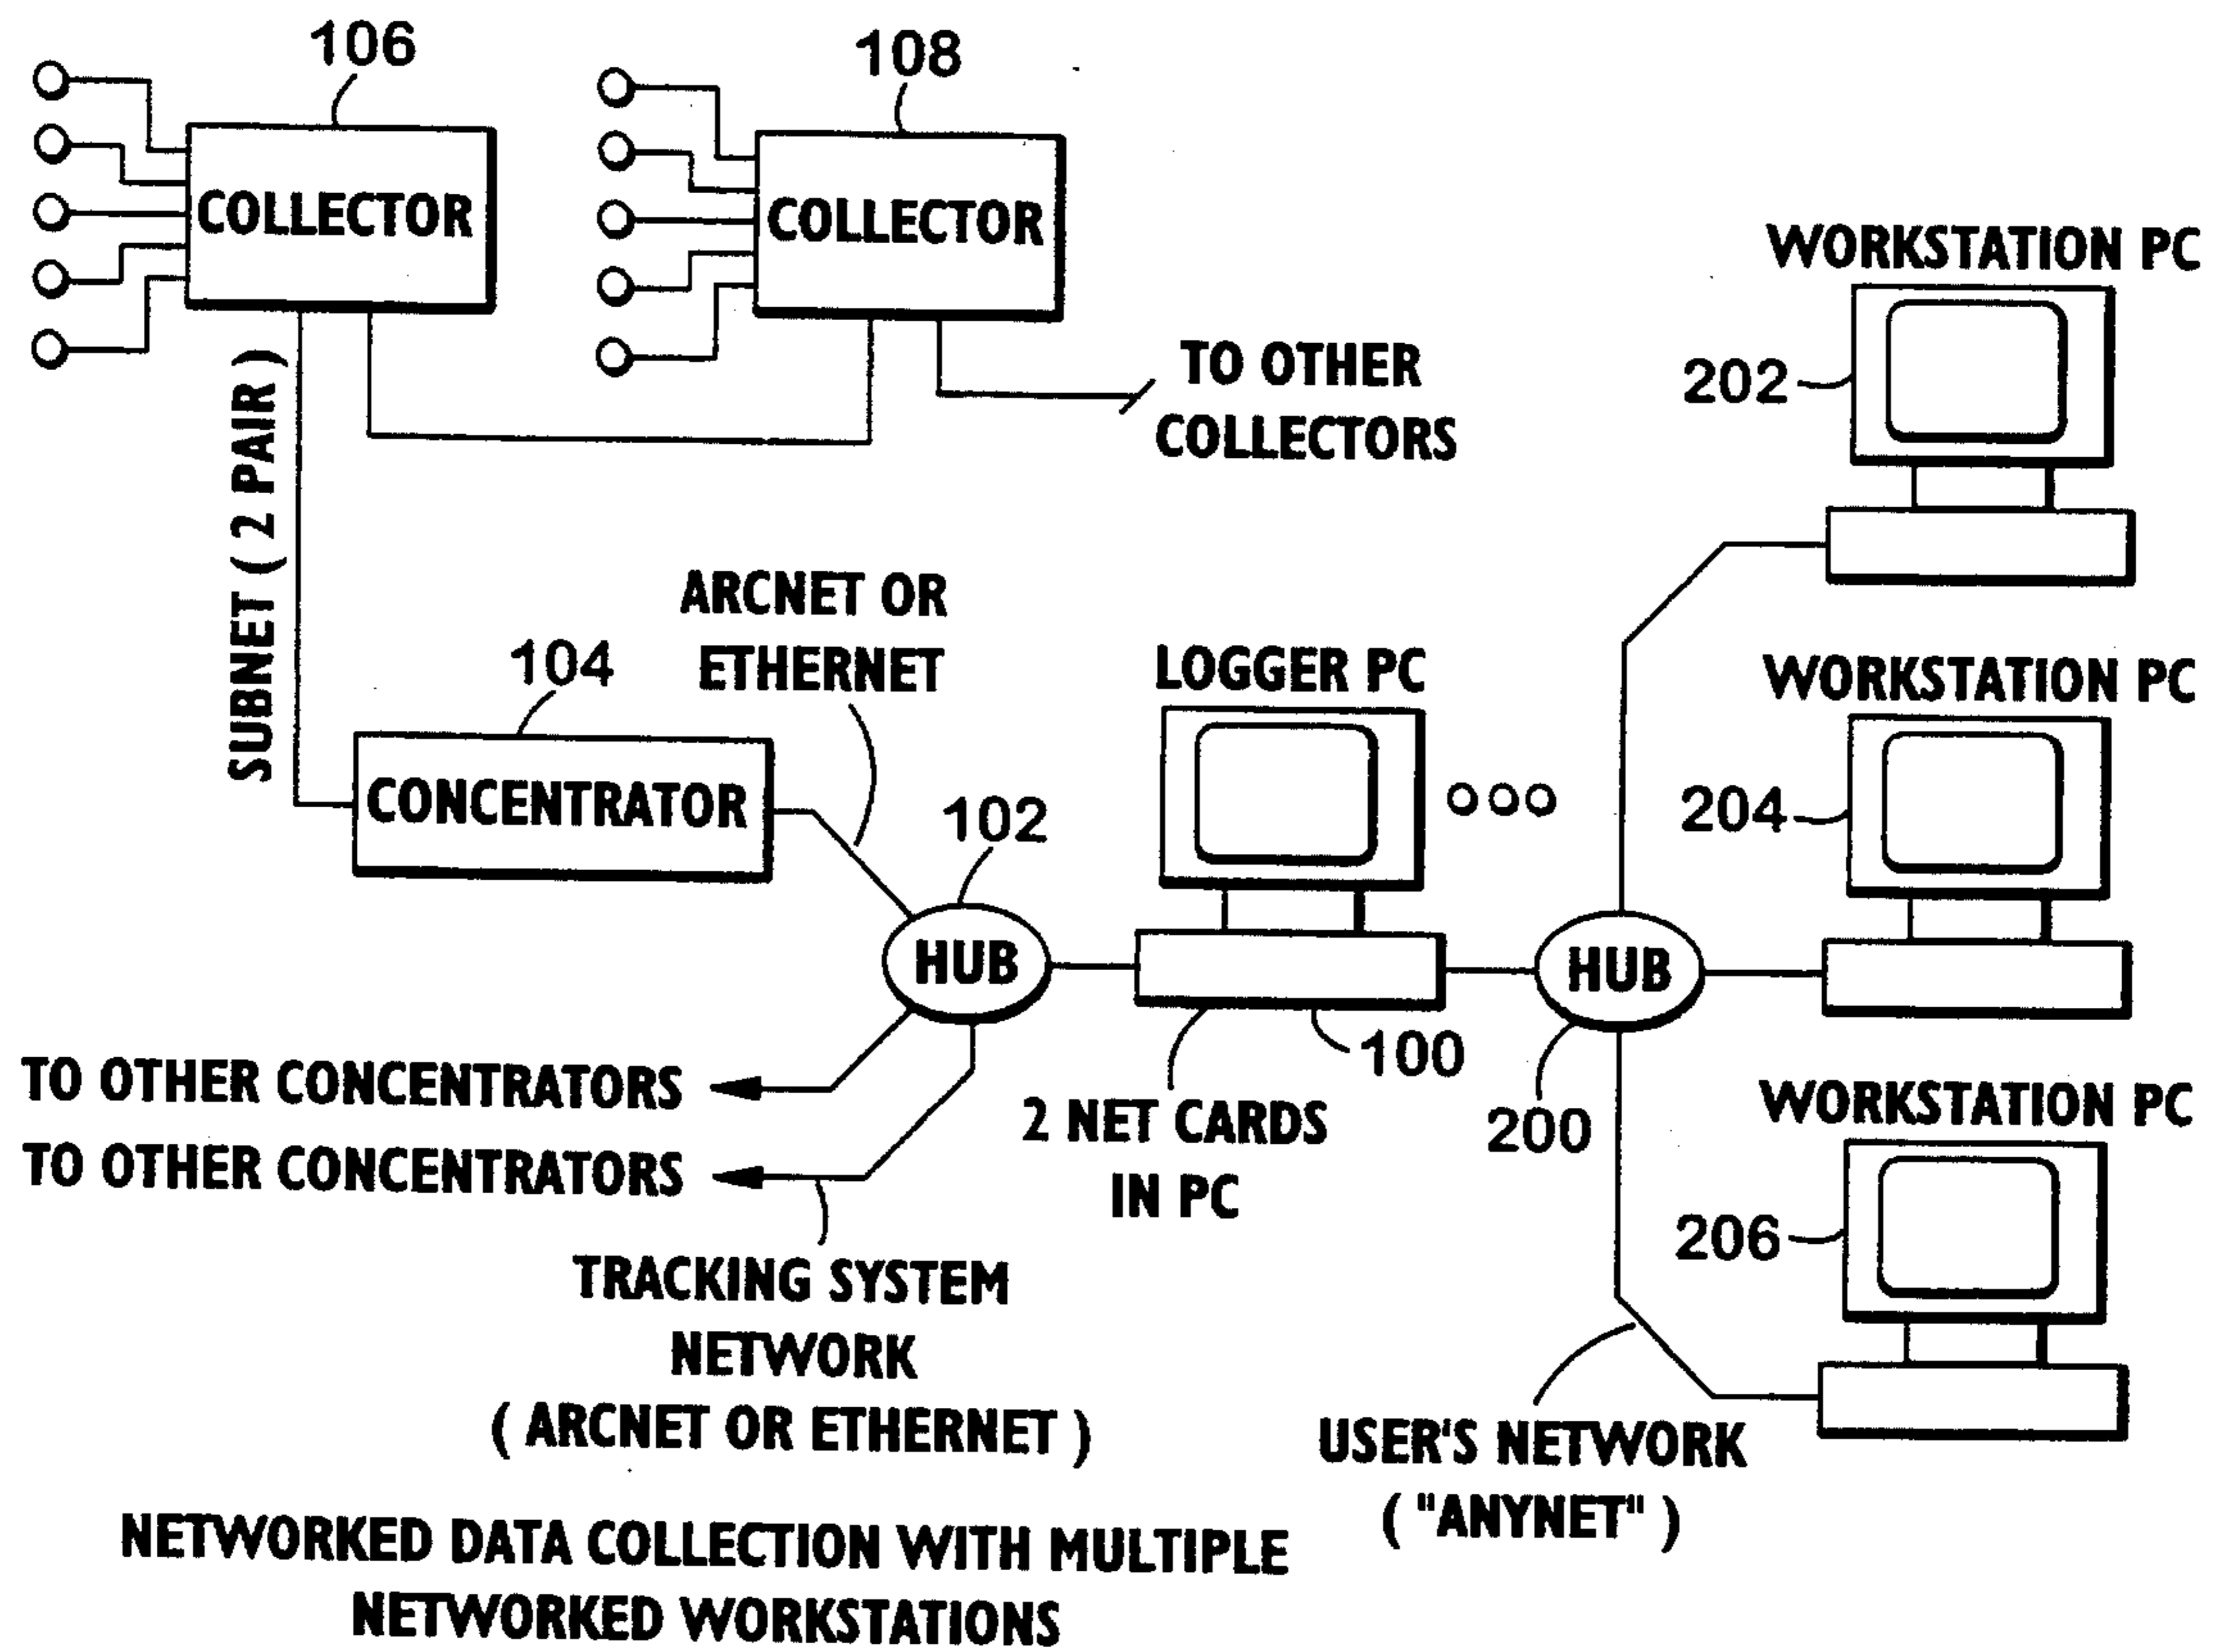 106
108
COLLECTOR
COLLECTOR
WORKSTATION PC
202
TO OTHER
COLLECTORS
SUBNET ( 2 PAIR )
ARCNET OR
ETHERNET
104
LOGGER PC
WORKSTATION PC
CONCENTRATOR
102
204
HUB
HUB
100
TO OTHER CONCENTRATORS
2 NET CARDS
IN PC
200
WORKSTATION PC
TO OTHER CONCENTRATORS
206
TRACKING SYSTEM
NETWORK
( ARCNET OR ETHERNET )
USER'S NETWORK
( "ANYNET" )
NETWORKED DATA COLLECTION WITH MULTIPLE
NETWORKED WORKSTATIONS